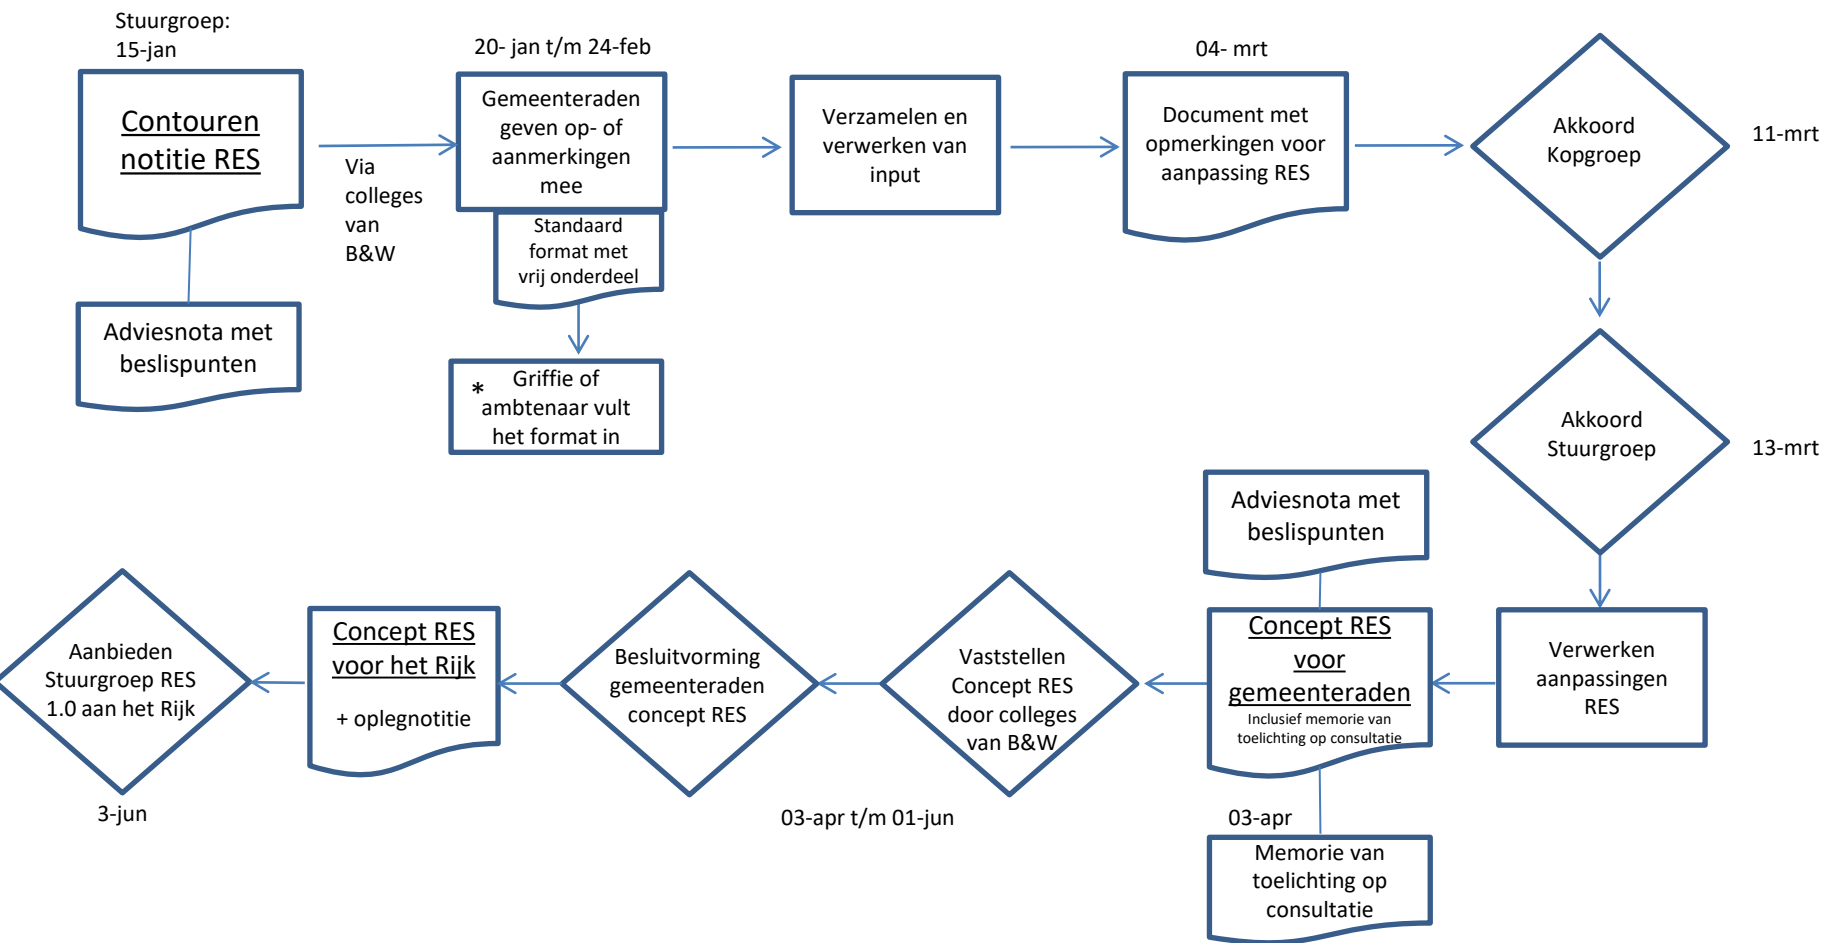 Stuurgroep:
15-jan
Contouren
notitie RES
Adviesnota met
beslispunten
Via
colleges
van
B&W
20- jan t/m 24-feb
Gemeenteraden
geven op- of
aanmerkingen
mee
Standaard
format met
vrij onderdeel
* Griffie of
ambtenaar vult
het format in
Verzamelen en
verwerken van
input
04- mrt
Document met
opmerkingen voor
aanpassing RES
Akkoord
Kopgroep
11-mrt
Akkoord
Stuurgroep
13-mrt
Verwerken
aanpassingen
RES
Adviesnota met
beslispunten
Concept RES
voor
gemeenteraden
Inclusief memorie van
toelichting op consultatie
03-apr
Memorie van
toelichting op
consultatie
Vaststellen
Concept RES
door colleges
van B&W
03-apr t/m 01-jun
Besluitvorming
gemeenteraden
concept RES
Concept RES
voor het Rijk
+ oplegnotitie
Aanbieden
Stuurgroep RES
1.0 aan het Rijk
3-jun